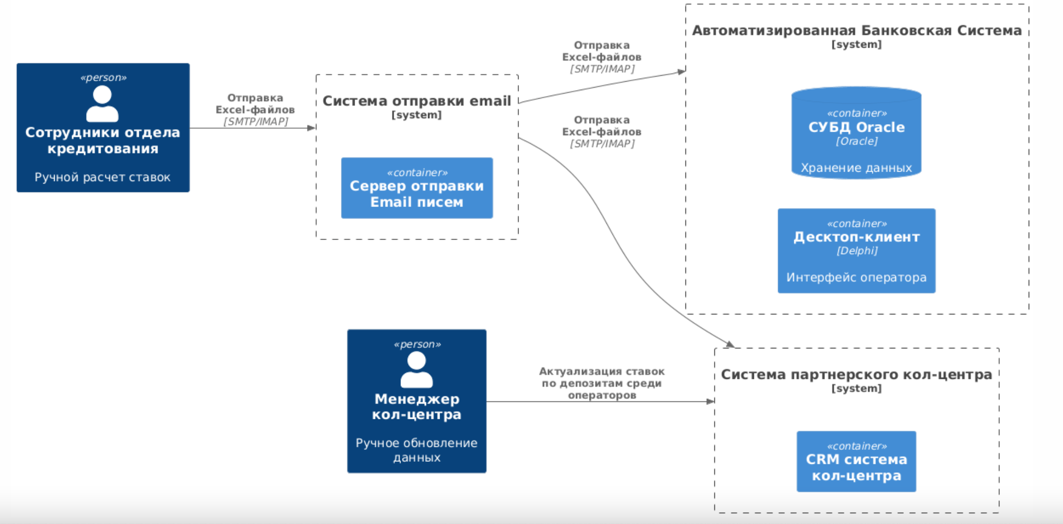 «person»
Сотрудники отдела
кредитования
Ручной расчет ставок
Отправка
Excel-файлов
[SMTP/IMAP]
Система отправки email
[system]
«container»
Сервер отправки
Email писем
Отправка
Excel-файлов
[SMTP/IMAP]
Отправка
Excel-файлов
[SMTP/IMAP]
Автоматизированная Банковская Система
[system]
«container»
СУБД Oracle
[Oracle]
Хранение данных
«container»
Десктоп-клиент
[Delphi]
Интерфейс оператора
«person»
Менеджер
кол-центра
Ручное обновление
данных
Актуализация ставок
по депозитам среди
операторов
Система партнерского кол-центра
[system]
«container»
CRM система
кол-центра